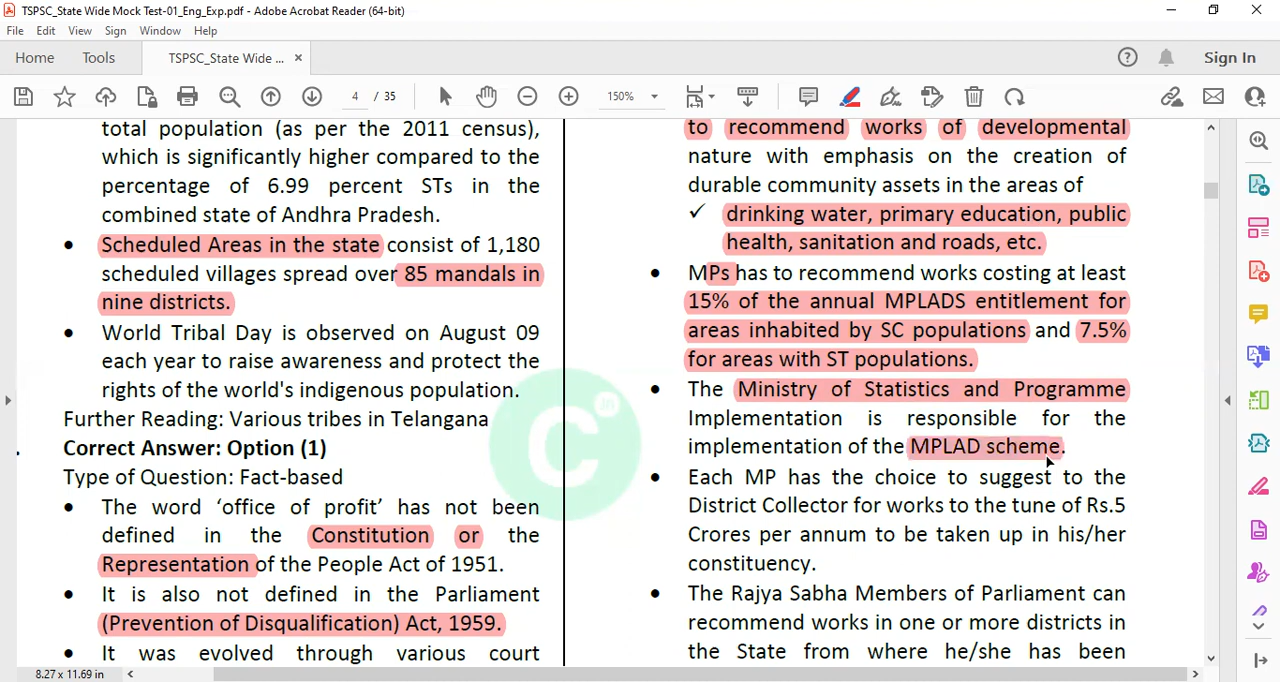 TSPSC_State Wide Mock Test-01_Eng_Exp.pdf - Adobe Acrobat Reader (64-bit)
File Edit View Sign Window Help
Home Tools TSPSC_State Wide ... × Sign In
4 / 35 150%
total population (as per the 2011 census),
which is significantly higher compared to the
percentage of 6.99 percent STs in the
combined state of Andhra Pradesh.
• Scheduled Areas in the state consist of 1,180
scheduled villages spread over 85 mandals in
nine districts.
• World Tribal Day is observed on August 09
each year to raise awareness and protect the
rights of the world's indigenous population.
Further Reading: Various tribes in Telangana
. Correct Answer: Option (1)
Type of Question: Fact-based
• The word ‘office of profit’ has not been
defined in the Constitution or the
Representation of the People Act of 1951.
• It is also not defined in the Parliament
(Prevention of Disqualification) Act, 1959.
• It was evolved through various court
to recommend works of developmental
nature with emphasis on the creation of
durable community assets in the areas of
✓ drinking water, primary education, public
health, sanitation and roads, etc.
• MPs has to recommend works costing at least
15% of the annual MPLADS entitlement for
areas inhabited by SC populations and 7.5%
for areas with ST populations.
• The Ministry of Statistics and Programme
Implementation is responsible for the
implementation of the MPLAD scheme.
• Each MP has the choice to suggest to the
District Collector for works to the tune of Rs.5
Crores per annum to be taken up in his/her
constituency.
• The Rajya Sabha Members of Parliament can
recommend works in one or more districts in
the State from where he/she has been
8.27 x 11.69 in